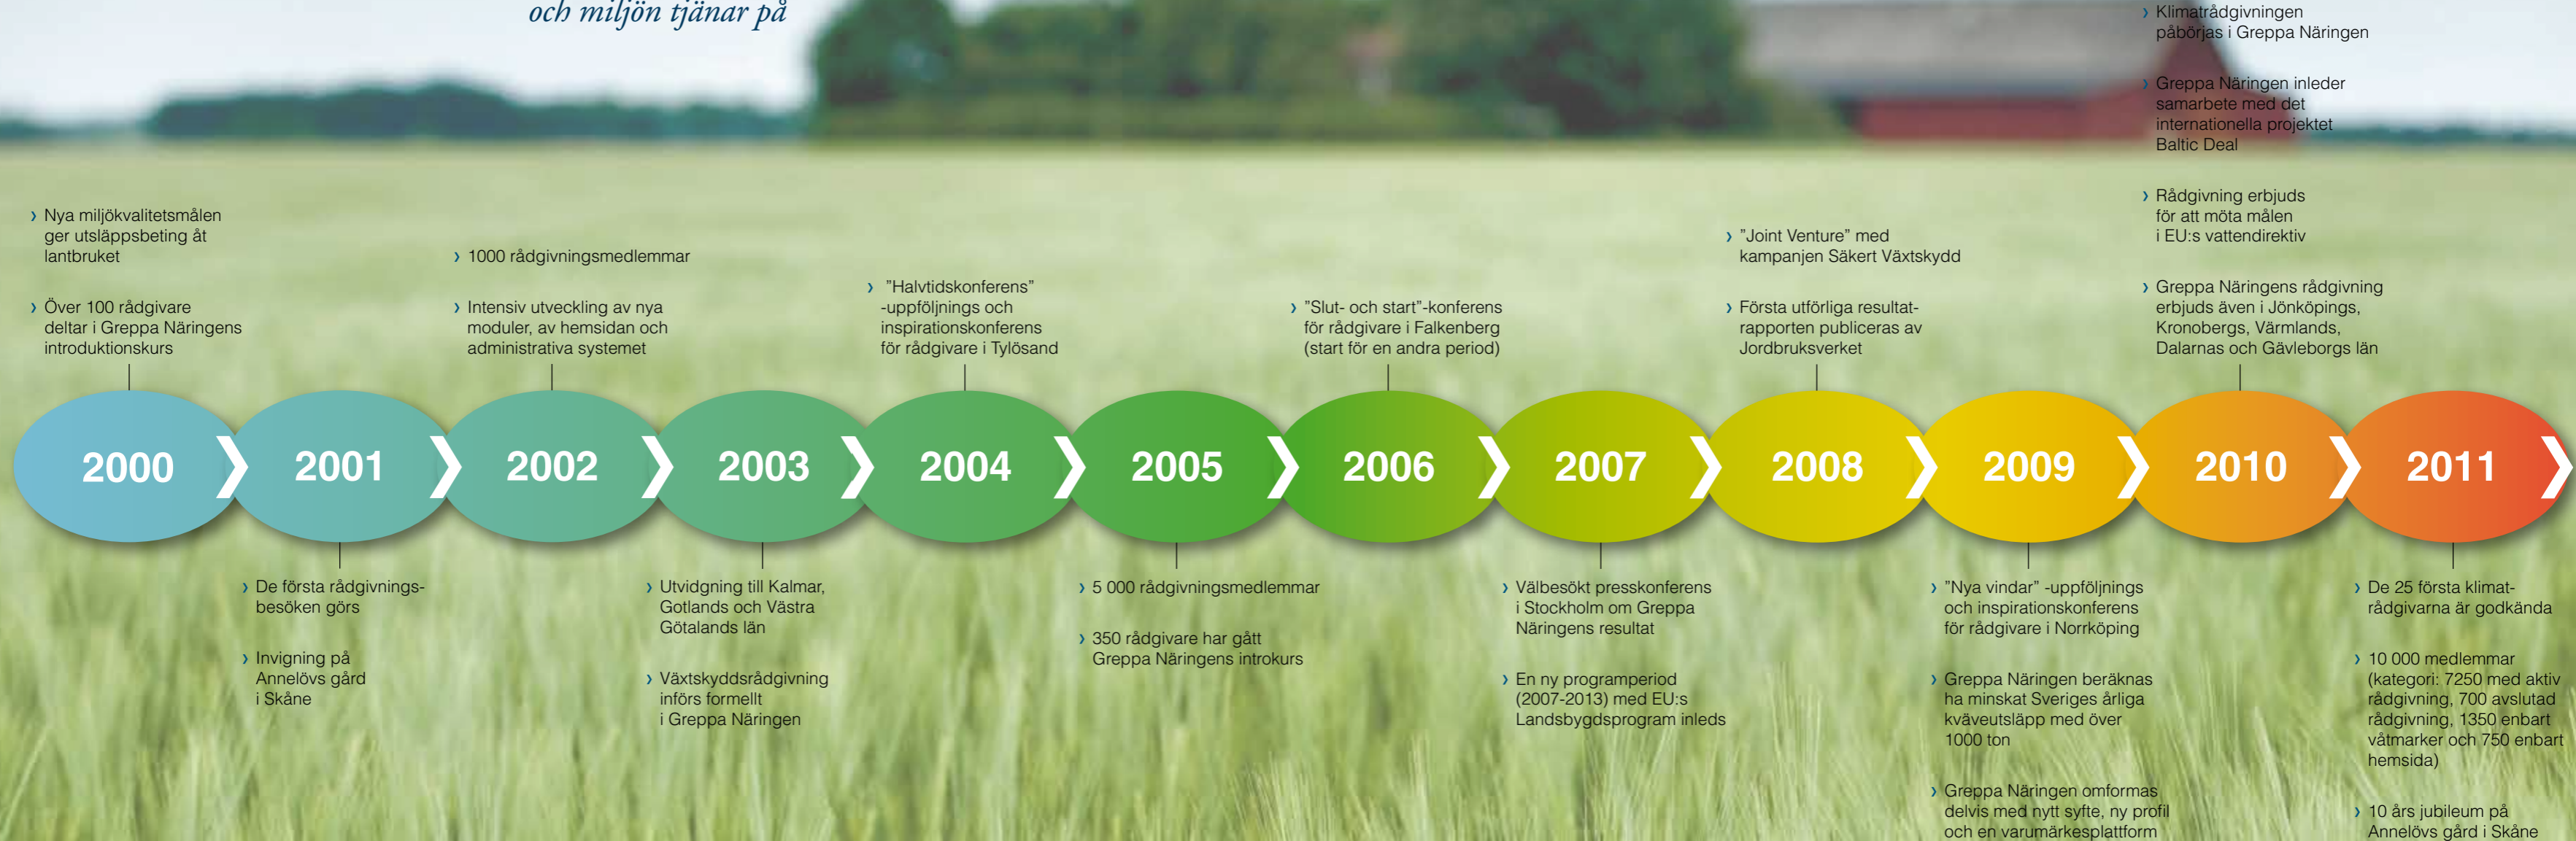 och miljön tjänar på
› Nya miljökvalitetsmålen
ger utsläppsbeting åt
lantbruket
› Över 100 rådgivare
deltar i Greppa Näringens
introduktionskurs
› 1000 rådgivningsmedlemmar
› Intensiv utveckling av nya
moduler, av hemsidan och
administrativa systemet
› ”Halvtidskonferens”
-uppföljnings och
inspirationskonferens
för rådgivare i Tylösand
› ”Slut- och start”-konferens
för rådgivare i Falkenberg
(start för en andra period)
› ”Joint Venture” med
kampanjen Säkert Växtskydd
› Första utförliga resultat-
rapporten publiceras av
Jordbruksverket
› Klimatrådgivningen
påbörjas i Greppa Näringen
› Greppa Näringen inleder
samarbete med det
internationella projektet
Baltic Deal
› Rådgivning erbjuds
för att möta målen
i EU:s vattendirektiv
› Greppa Näringens rådgivning
erbjuds även i Jönköpings,
Kronobergs, Värmlands,
Dalarnas och Gävleborgs län
2000
2001
2002
2003
2004
2005
2006
2007
2008
2009
2010
2011
› De första rådgivnings-
besöken görs
› Invigning på
Annelövs gård
i Skåne
› Utvidgning till Kalmar,
Gotlands och Västra
Götalands län
› Växtskyddsrådgivning
införs formellt
i Greppa Näringen
› 5 000 rådgivningsmedlemmar
› 350 rådgivare har gått
Greppa Näringens introkurs
› Välbesökt presskonferens
i Stockholm om Greppa
Näringens resultat
› En ny programperiod
(2007-2013) med EU:s
Landsbygdsprogram inleds
› ”Nya vindar” -uppföljnings
och inspirationskonferens
för rådgivare i Norrköping
› Greppa Näringen beräknas
ha minskat Sveriges årliga
kväveutsläpp med över
1000 ton
› Greppa Näringen omformas
delvis med nytt syfte, ny profil
och en varumärkesplattform
› De 25 första klimat-
rådgivarna är godkända
› 10 000 medlemmar
(kategori: 7250 med aktiv
rådgivning, 700 avslutad
rådgivning, 1350 enbart
våtmarker och 750 enbart
hemsida)
› 10 års jubileum på
Annelövs gård i Skåne